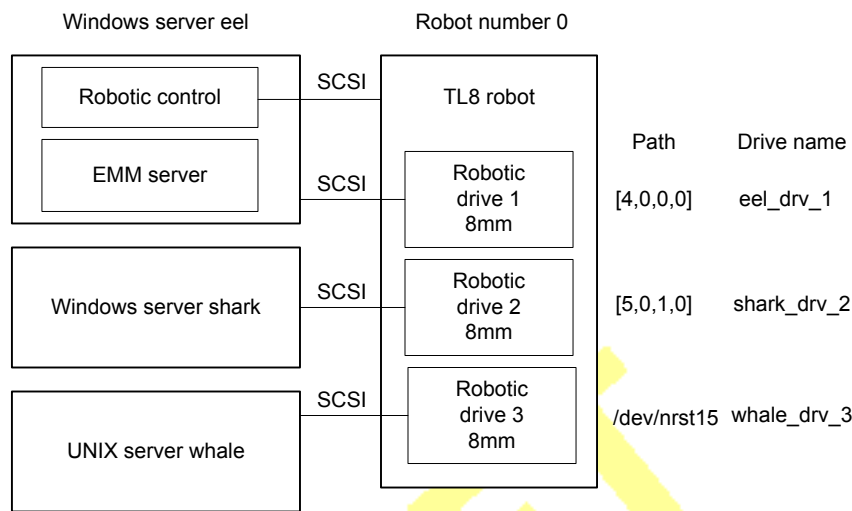 Windows server eel
Robot number 0
Robotic control
SCSI
TL8 robot
EMM server
SCSI
Robotic
drive 1
8mm
Path
Drive name
[4,0,0,0]
eel_drv_1
Windows server shark
SCSI
Robotic
drive 2
8mm
[5,0,1,0]
shark_drv_2
UNIX server whale
SCSI
Robotic
drive 3
8mm
/dev/nrst15
whale_drv_3